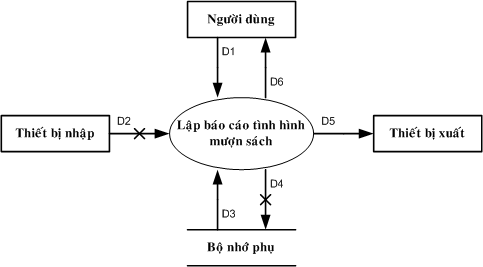 Người dùng
D1
D6
D2
Thiết bị nhập
Lập báo cáo tình hình
mượn sách
D5
Thiết bị xuất
D3
D4
Bộ nhớ phụ